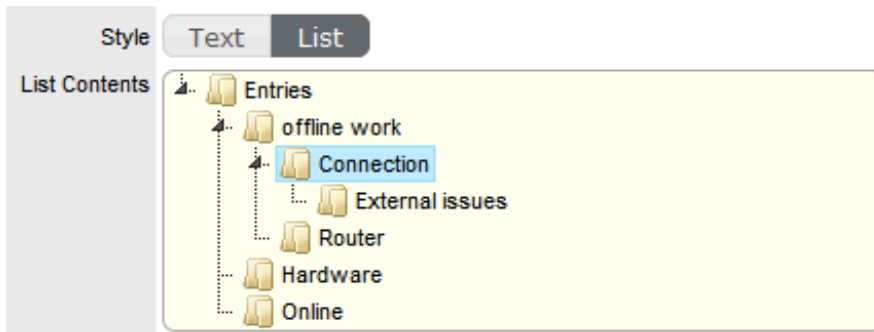 Style Text List
List Contents Entries
offline work
Connection
External issues
Router
Hardware
Online